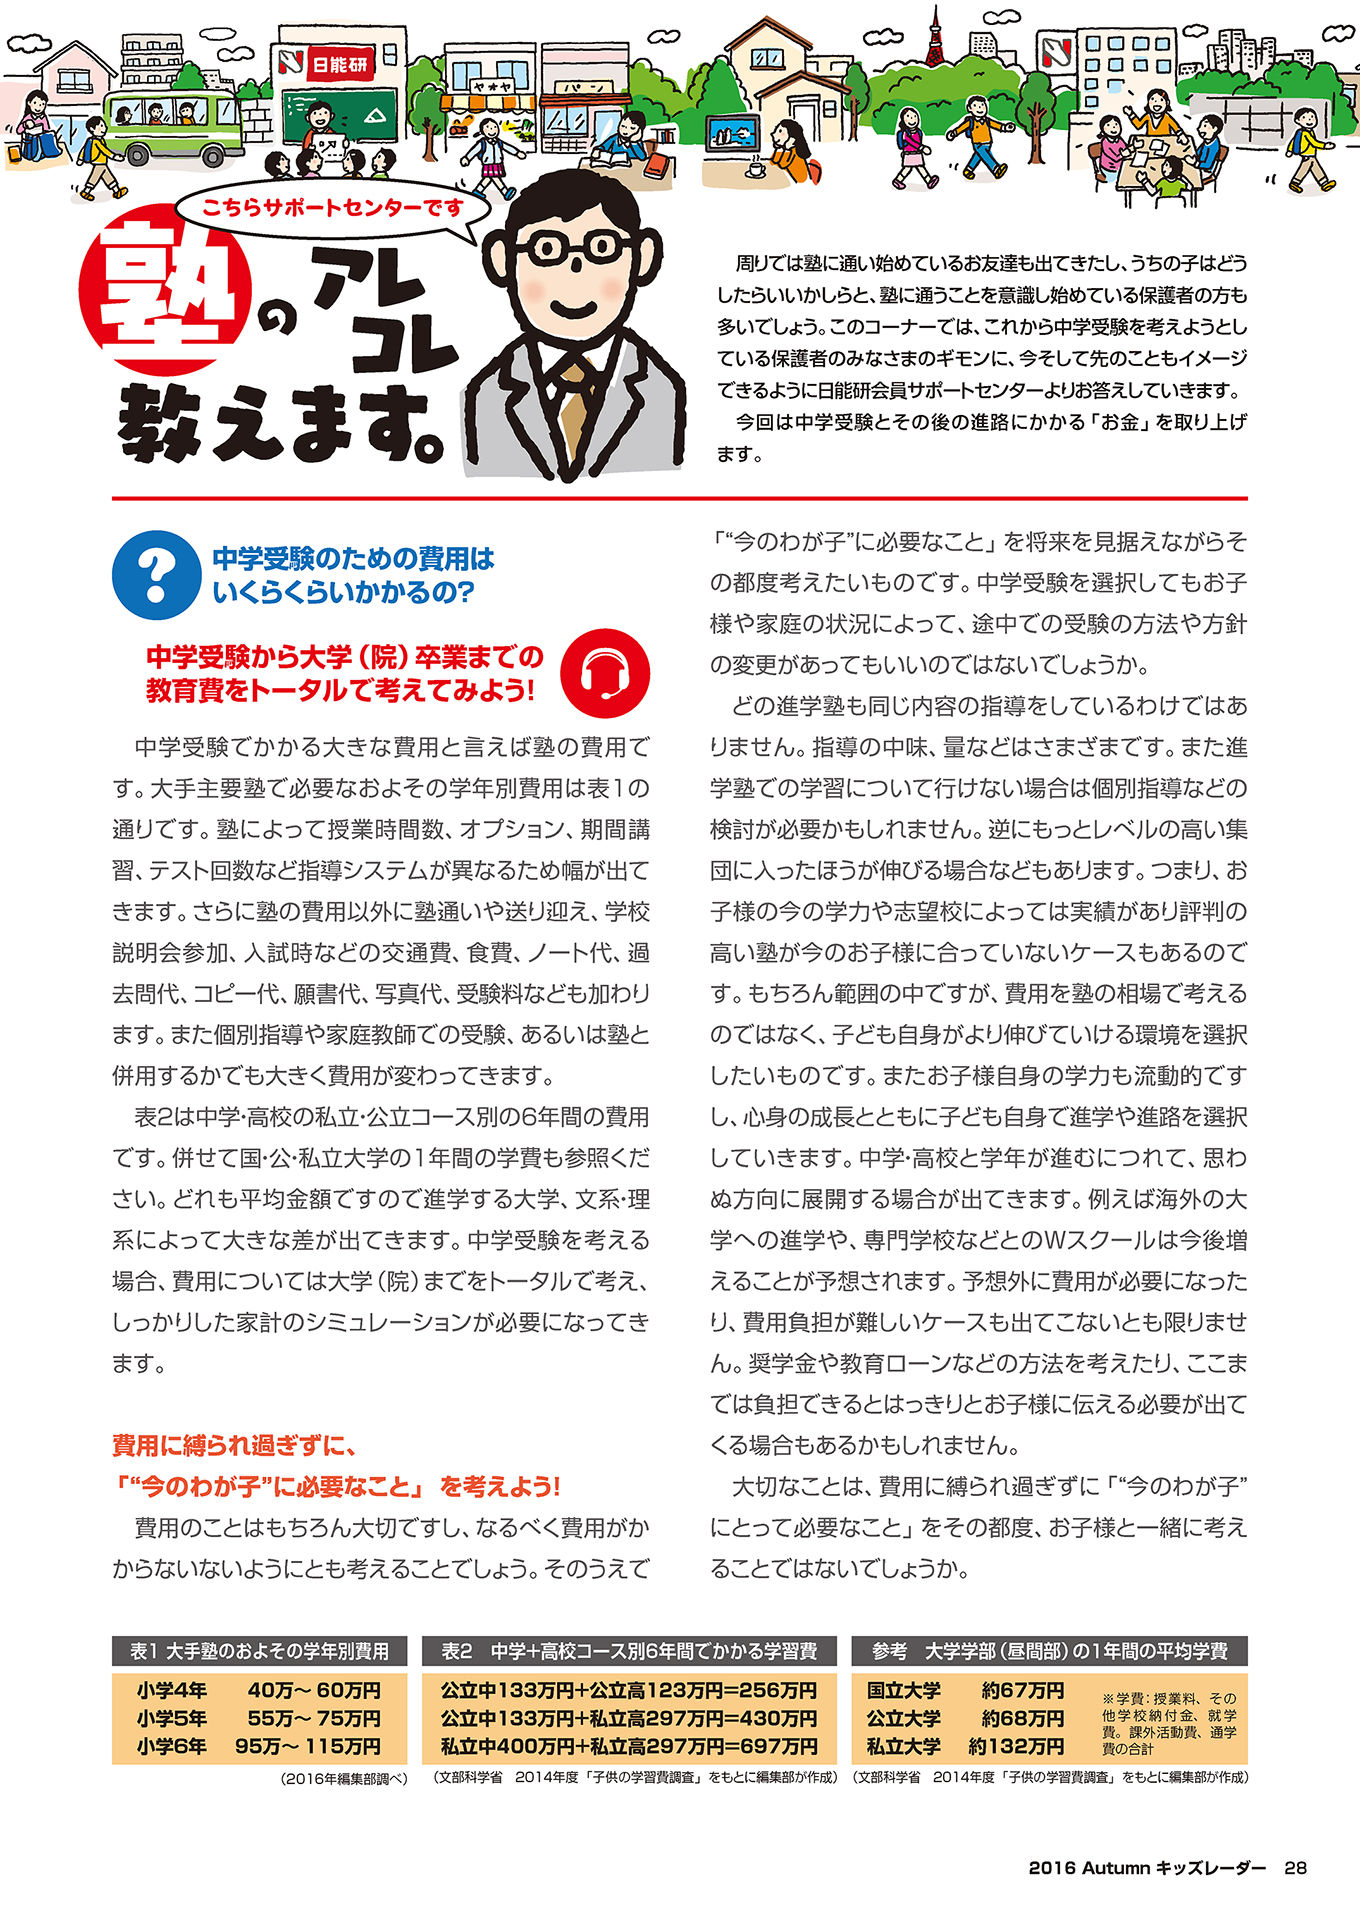 日能研
ヤオヤ
パン
こちらサポートセンターです
塾のアレ
コレ
教えます。
周りでは塾に通い始めているお友達も出てきたし、うちの子はどう
したらいいかしらと、塾に通うことを意識し始めている保護者の方も
多いでしょう。このコーナーでは、これから中学受験を考えようとし
ている保護者のみなさまのギモンに、今そして先のこともイメージ
できるように日能研会員サポートセンターよりお答えしていきます。
今回は中学受験とその後の進路にかかる「お金」を取り上げ
ます。
?
中学受験のための費用は
いくらくらいかかるの?
中学受験から大学(院)卒業までの
教育費をトータルで考えてみよう!
中学受験でかかる大きな費用と言えば塾の費用で
す。大手主要塾で必要なおよその学年別費用は表1の
通りです。塾によって授業時間数、オプション、期間講
習、テスト回数など指導システムが異なるため幅が出て
きます。さらに塾の費用以外に塾通いや送り迎え、学校
説明会参加、入試時などの交通費、食費、ノート代、過
去問代、コピー代、願書代、写真代、受験料なども加わり
ます。また個別指導や家庭教師での受験、あるいは塾と
併用するかでも大きく費用が変わってきます。
表2は中学・高校の私立・公立コース別の6年間の費用
です。併せて国・公・私立大学の1年間の学費も参照くだ
さい。どれも平均金額ですので進学する大学、文系・理
系によって大きな差が出てきます。中学受験を考える
場合、費用については大学(院)までをトータルで考え、
しっかりした家計のシミュレーションが必要になってき
ます。
費用に縛られ過ぎずに、
「“今のわが子”に必要なこと」を考えよう!
費用のことはもちろん大切ですし、なるべく費用がか
からないないようにとも考えることでしょう。そのうえで
「“今のわが子”に必要なこと」を将来を見据えながらそ
の都度考えたいものです。中学受験を選択してもお子
様や家庭の状況によって、途中での受験の方法や方針
の変更があってもいいのではないでしょうか。
どの進学塾も同じ内容の指導をしているわけではあ
りません。指導の中味、量などはさまざまです。また進
学塾での学習について行けない場合は個別指導などの
検討が必要かもしれません。逆にもっとレベルの高い集
団に入ったほうが伸びる場合などもあります。つまり、お
子様の今の学力や志望校によっては実績があり評判の
高い塾が今のお子様に合っていないケースもあるので
す。もちろん範囲の中ですが、費用を塾の相場で考える
のではなく、子ども自身がより伸びていける環境を選択
したいものです。またお子様自身の学力も流動的です
し、心身の成長とともに子ども自身で進学や進路を選択
していきます。中学・高校と学年が進むにつれて、思わ
ぬ方向に展開する場合が出てきます。例えば海外の大
学への進学や、専門学校などとのWスクールは今後増
えることが予想されます。予想外に費用が必要になった
り、費用負担が難しいケースも出てこないとも限りませ
ん。奨学金や教育ローンなどの方法を考えたり、ここま
では負担できるとはっきりとお子様に伝える必要が出て
くる場合もあるかもしれません。
大切なことは、費用に縛られ過ぎずに「“今のわが子”
にとって必要なこと」をその都度、お子様と一緒に考え
ることではないでしょうか。
表1 大手塾のおよその学年別費用
小学4年 40万〜 60万円
小学5年 55万〜 75万円
小学6年 95万〜 115万円
(2016年編集部調べ)
表2 中学+高校コース別6年間でかかる学習費
公立中133万円+公立高123万円=256万円
公立中133万円+私立高297万円=430万円
私立中400万円+私立高297万円=697万円
(文部科学省 2014年度「子供の学習費調査」をもとに編集部が作成)
参考 大学学部(昼間部)の1年間の平均学費
国立大学 約67万円
公立大学 約68万円
私立大学 約132万円
※学費:授業料、その
他学校納付金、就学
費。課外活動費、通学
費の合計
(文部科学省 2014年度「子供の学習費調査」をもとに編集部が作成)
2016 Autumn キッズレーダー 28